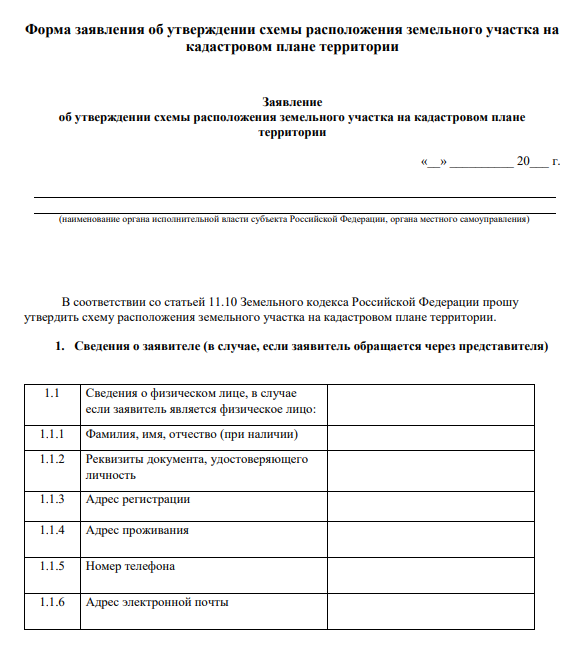 Форма заявления об утверждении схемы расположения земельного участка на
кадастровом плане территории
Заявление
об утверждении схемы расположения земельного участка на кадастровом плане
территории
«__» __________ 20___ г.
(наименование органа исполнительной власти субъекта Российской Федерации, органа местного самоуправления)
В соответствии со статьей 11.10 Земельного кодекса Российской Федерации прошу
утвердить схему расположения земельного участка на кадастровом плане территории.
1. Сведения о заявителе (в случае, если заявитель обращается через представителя)
1.1 Сведения о физическом лице, в случае
если заявитель является физическое лицо:
1.1.1 Фамилия, имя, отчество (при наличии)
1.1.2 Реквизиты документа, удостоверяющего
личность
1.1.3 Адрес регистрации
1.1.4 Адрес проживания
1.1.5 Номер телефона
1.1.6 Адрес электронной почты